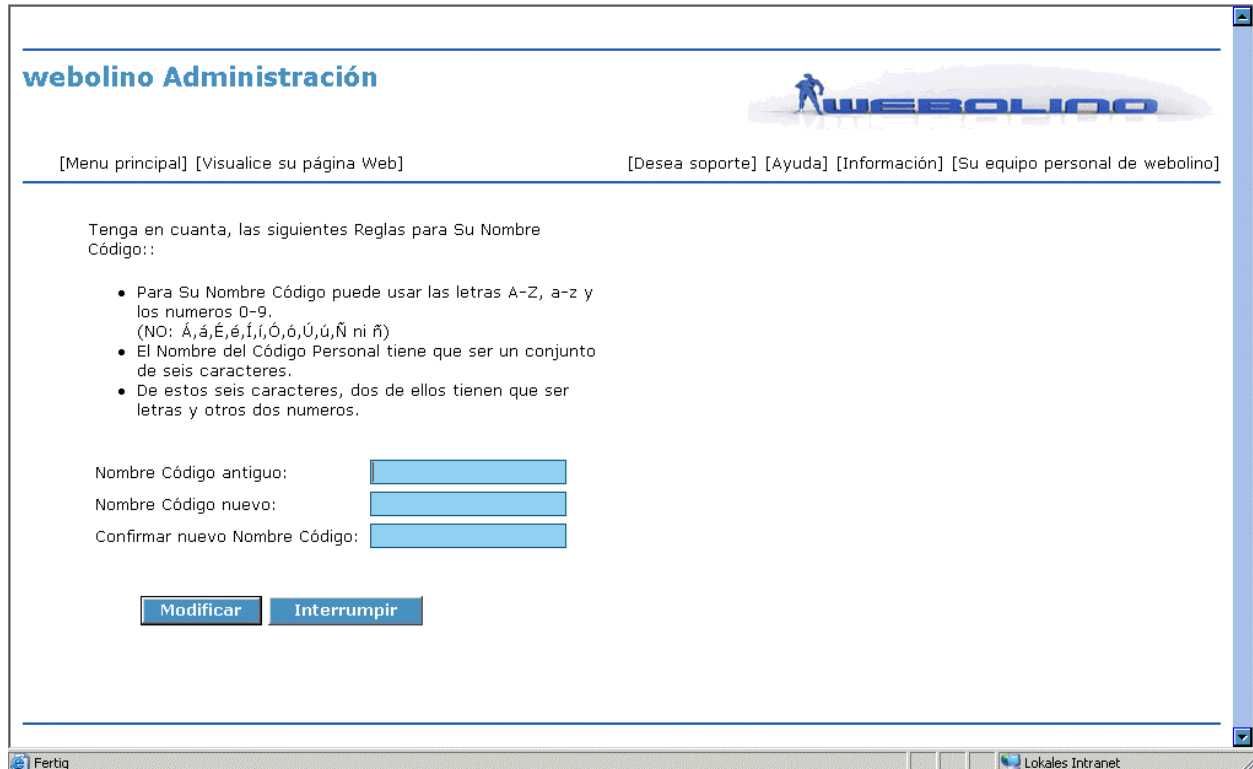 webolino Administración
WEBOLINO
[Menu principal] [Visualice su página Web]
[Desea soporte] [Ayuda] [Información] [Su equipo personal de webolino]
Tenga en cuanta, las siguientes Reglas para Su Nombre
Código::
• Para Su Nombre Código puede usar las letras A-Z, a-z y
los numeros 0-9.
(NO: Á,á,É,é,Í,í,Ó,ó,Ú,ú,Ñ ni ñ)
• El Nombre del Código Personal tiene que ser un conjunto
de seis caracteres.
• De estos seis caracteres, dos de ellos tienen que ser
letras y otros dos numeros.
Nombre Código antiguo:
Nombre Código nuevo:
Confirmar nuevo Nombre Código:
Modificar
Interrumpir
Fertig
Lokales Intranet